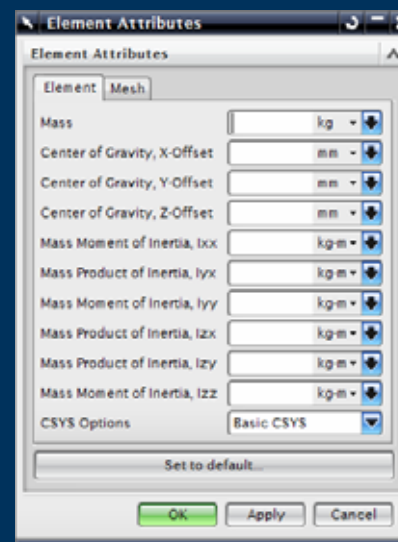 Element Attributes
Element Attributes
Element Mesh
Mass kg
Center of Gravity, X-Offset mm
Center of Gravity, Y-Offset mm
Center of Gravity, Z-Offset mm
Mass Moment of Inertia, Ixx kg-m
Mass Product of Inertia, Iyx kg-m
Mass Moment of Inertia, Iyy kg-m
Mass Product of Inertia, Izx kg-m
Mass Product of Inertia, Izy kg-m
Mass Moment of Inertia, Izz kg-m
CSYS Options Basic CSYS
Set to default...
OK Apply Cancel